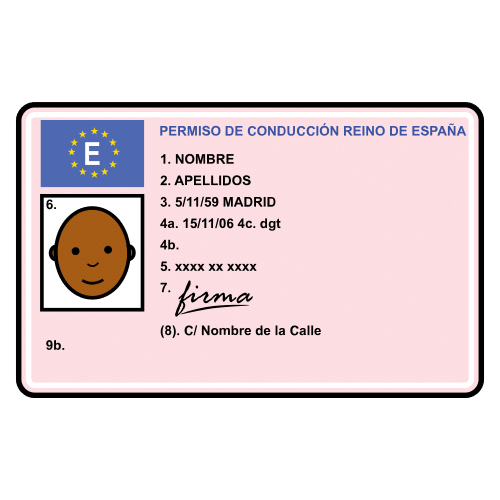 E
PERMISO DE CONDUCCIÓN REINO DE ESPAÑA
1. NOMBRE
2. APELLIDOS
3. 5/11/59 MADRID
4a. 15/11/06 4c. dgt
4b.
5. xxxx xx xxxx
6.
7. firma
(8). C/ Nombre de la Calle
9b.